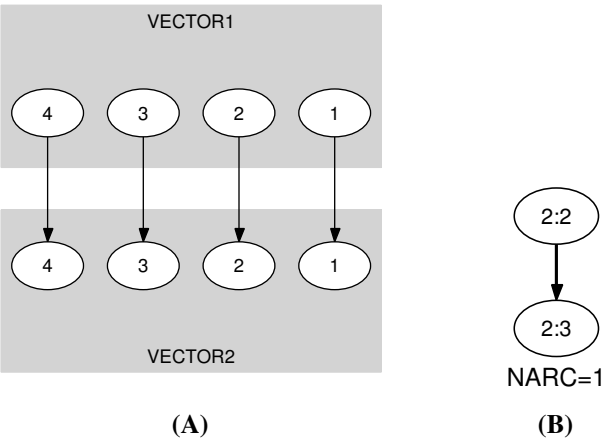 VECTOR1
4 3 2 1
4 3 2 1
VECTOR2
2:2
2:3
NARC=1
(A) (B)